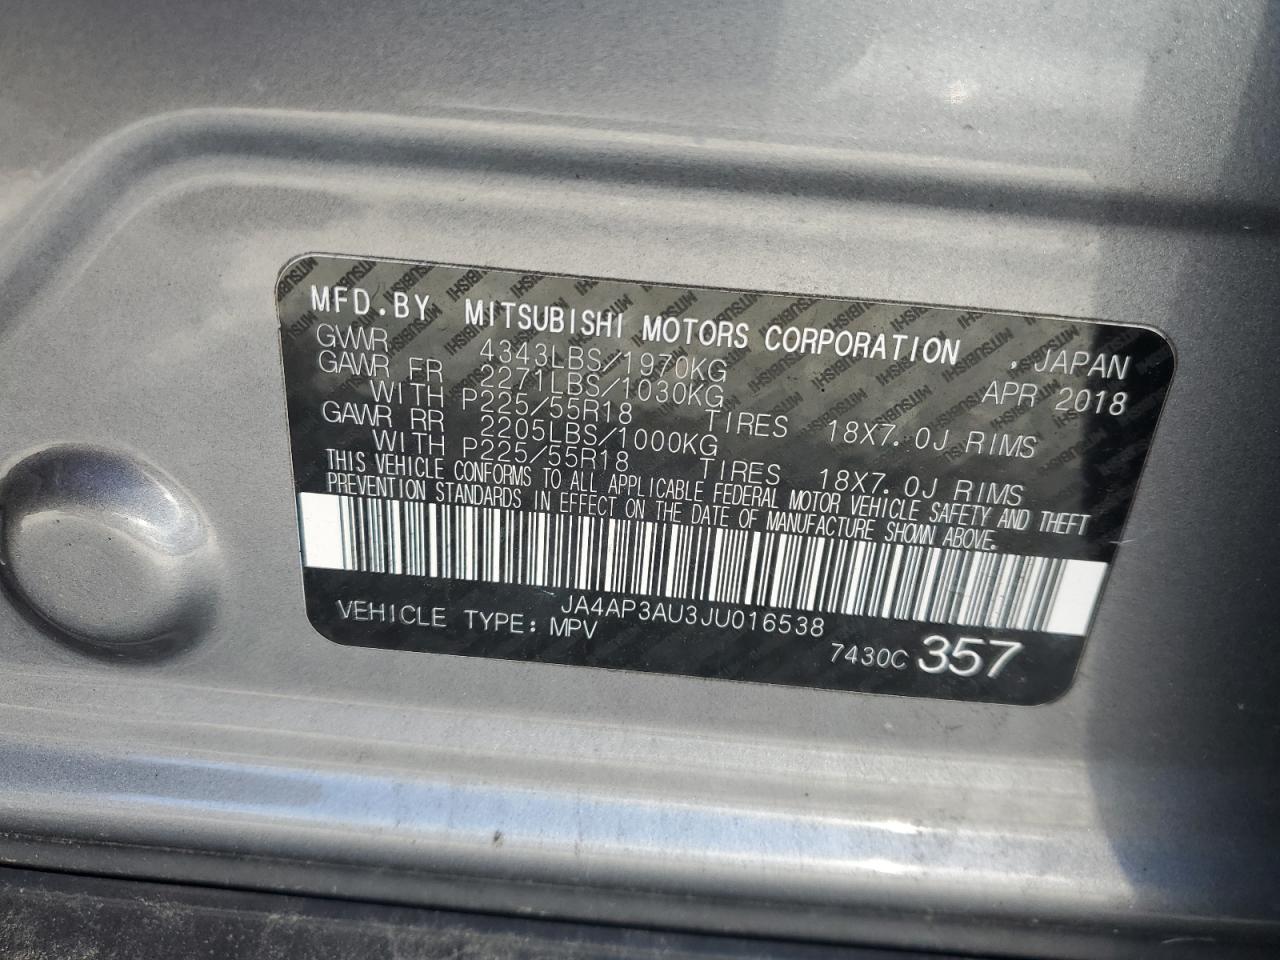 MFD.BY MITSUBISHI MOTORS CORPORATION , JAPAN
GVWR 4343LBS/1970KG APR 2018
GAWR FR 2271LBS/1030KG
WITH P225/55R18 TIRES 18X7.0J RIMS
GAWR RR 2205LBS/1000KG
WITH P225/55R18 TIRES 18X7.0J RIMS
THIS VEHICLE CONFORMS TO ALL APPLICABLE FEDERAL MOTOR VEHICLE SAFETY AND THEFT
PREVENTION STANDARDS IN EFFECT ON THE DATE OF MANUFACTURE SHOWN ABOVE.
JA4AP3AU3JU016538
VEHICLE TYPE: MPV
7430C 357